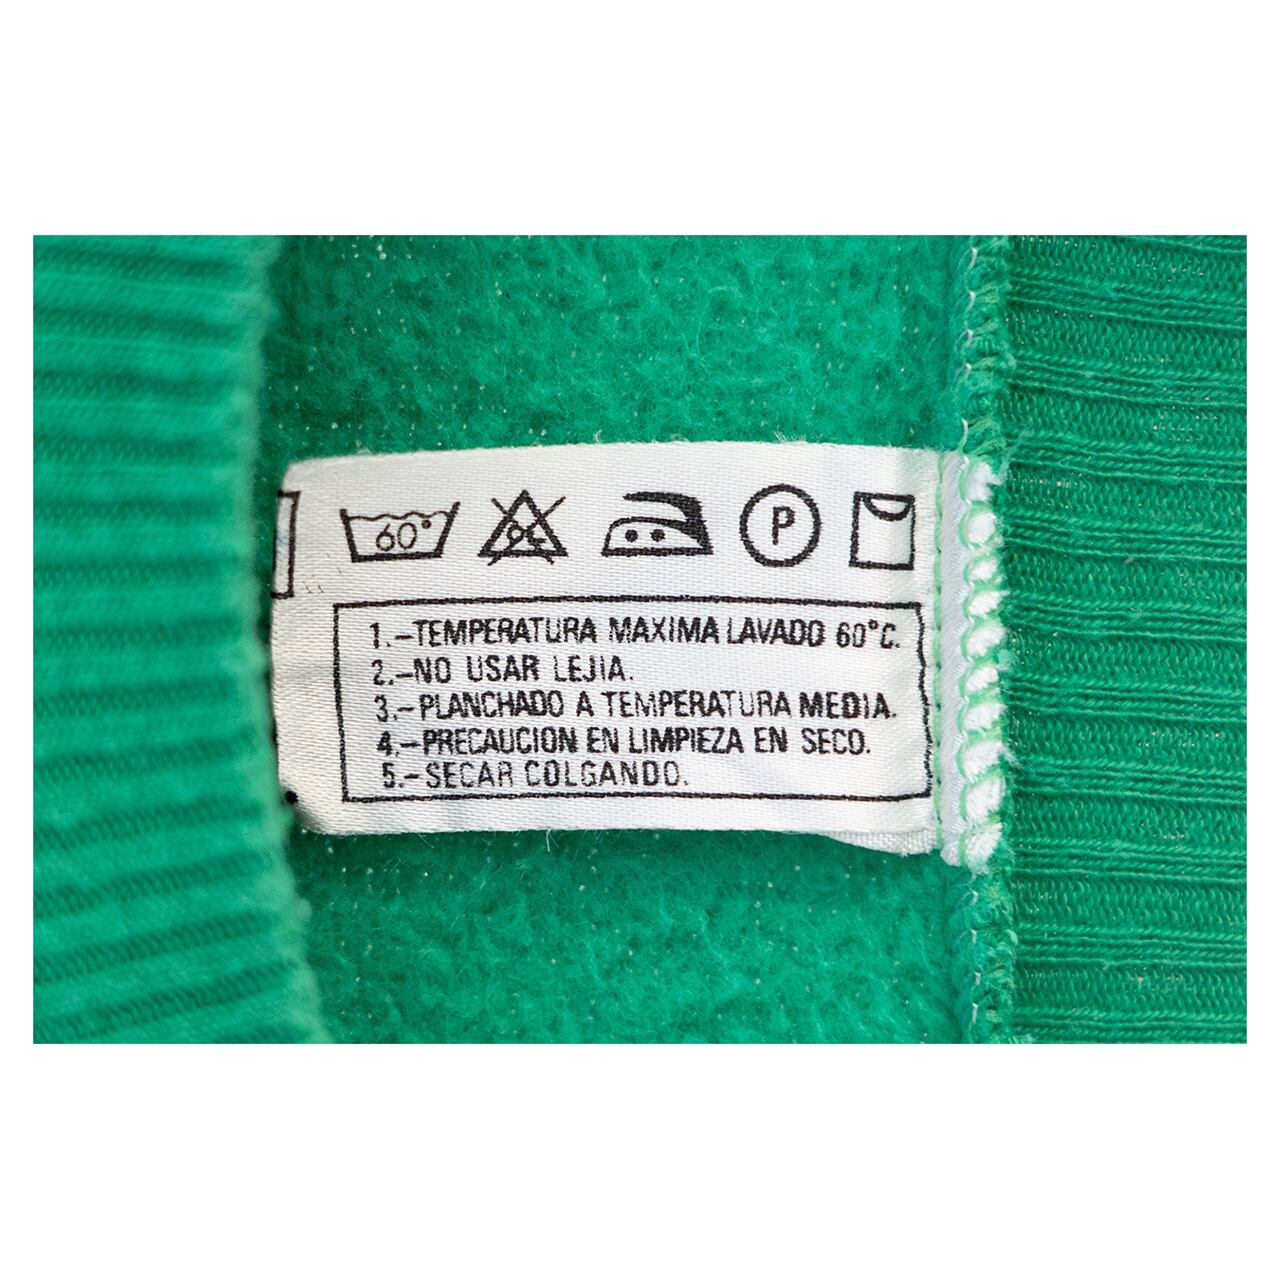 60°
CL
P
1.-TEMPERATURA MAXIMA LAVADO 60°C.
2.-NO USAR LEJIA.
3.-PLANCHADO A TEMPERATURA MEDIA.
4.-PRECAUCION EN LIMPIEZA EN SECO.
5.-SECAR COLGANDO.